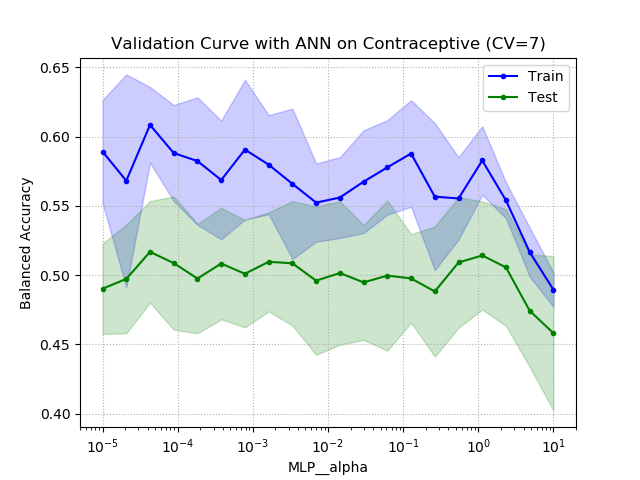 Validation Curve with ANN on Contraceptive (CV=7)
Train
Test
Balanced Accuracy
0.65
0.60
0.55
0.50
0.45
0.40
10⁻⁵ 10⁻⁴ 10⁻³ 10⁻² 10⁻¹ 10⁰ 10¹
MLP__alpha